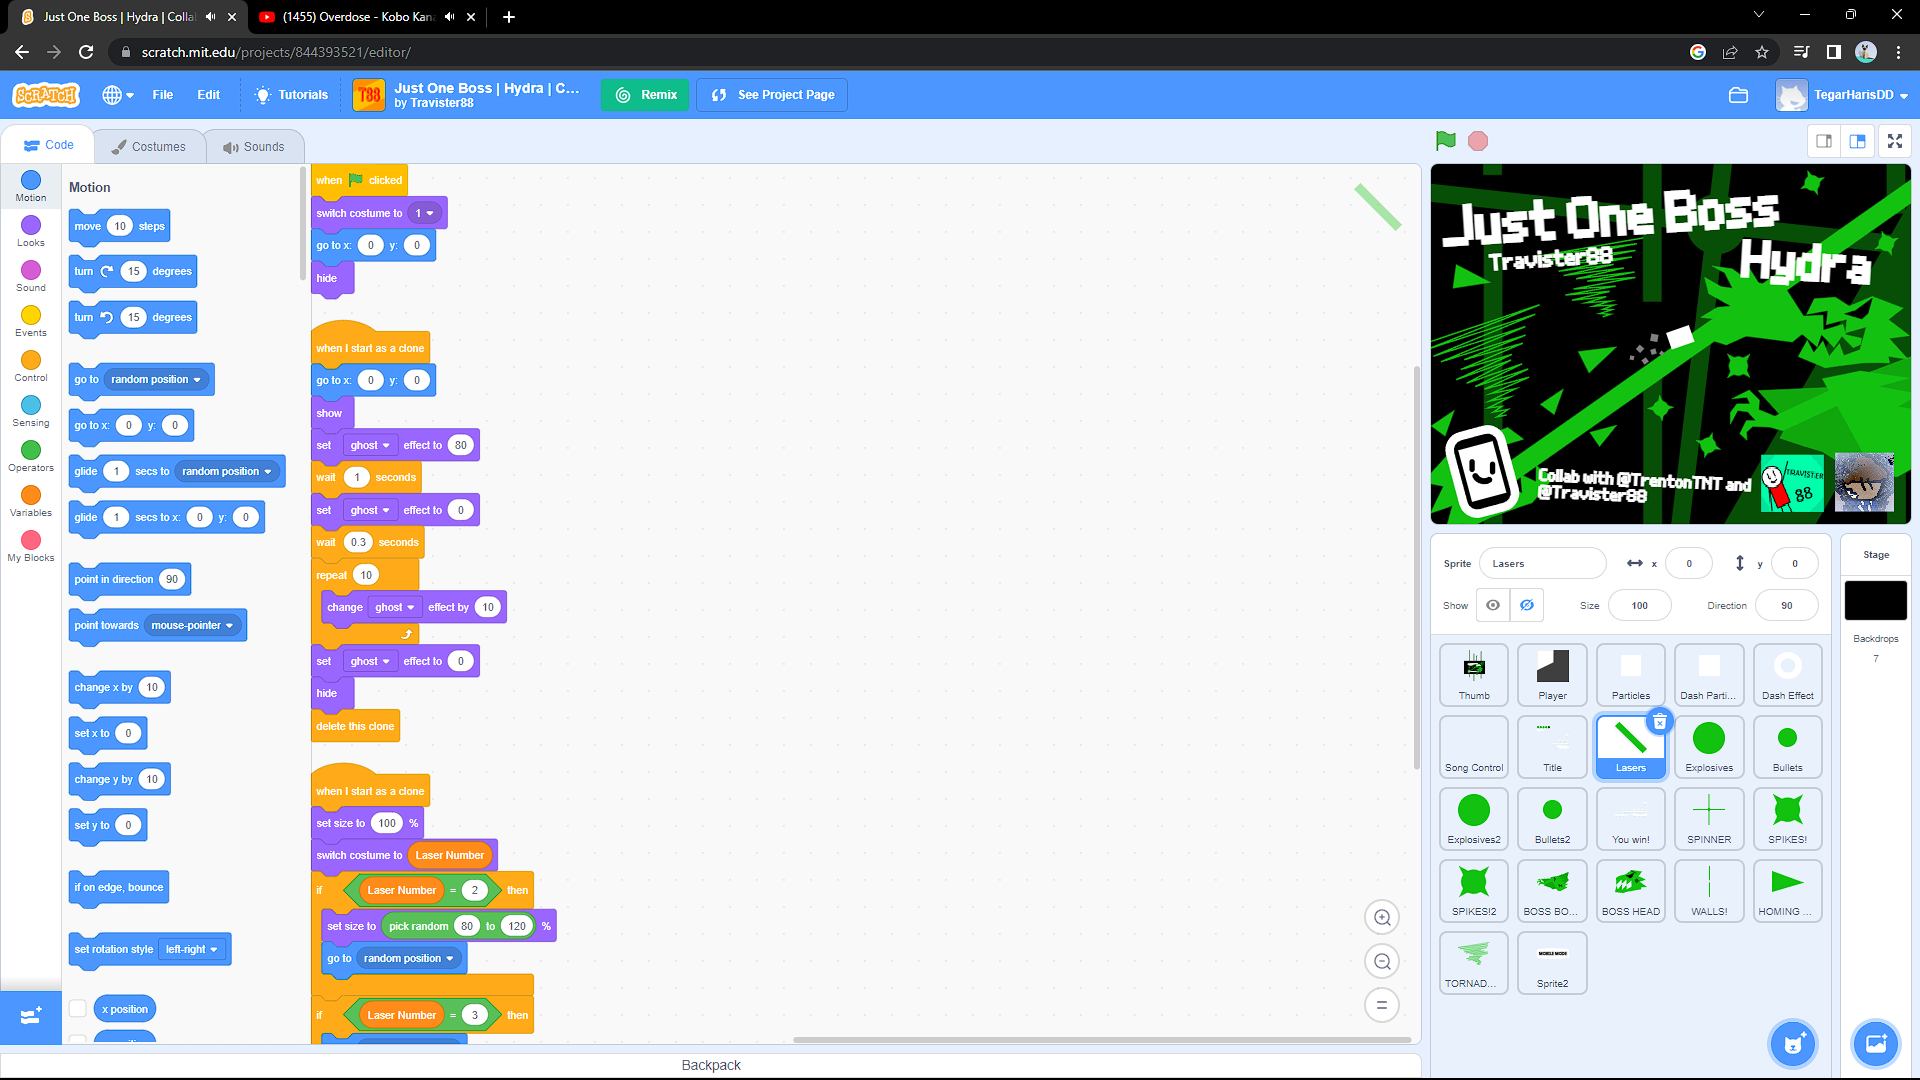 Just One Boss | Hydra | Colla
(1455) Overdose - Kobo Kana
scratch.mit.edu/projects/844393521/editor/
SCRATCH
File
Edit
Tutorials
T88
Just One Boss | Hydra | C...
by Travister88
Remix
See Project Page
TegarHarisDD
Code
Costumes
Sounds
Motion
Looks
Sound
Events
Control
Sensing
Operators
Variables
My Blocks
Motion
move 10 steps
turn 15 degrees
turn 15 degrees
go to random position
go to x: 0 y: 0
glide 1 secs to random position
glide 1 secs to x: 0 y: 0
point in direction 90
point towards mouse-pointer
change x by 10
set x to 0
change y by 10
set y to 0
if on edge, bounce
set rotation style left-right
x position
when clicked
switch costume to 1
go to x: 0 y: 0
hide
when I start as a clone
go to x: 0 y: 0
show
set ghost effect to 80
wait 1 seconds
set ghost effect to 0
wait 0.3 seconds
repeat 10
change ghost effect by 10
set ghost effect to 0
hide
delete this clone
when I start as a clone
set size to 100 %
switch costume to Laser Number
if Laser Number = 2 then
set size to pick random 80 to 120 %
go to random position
if Laser Number = 3 then
Backpack
Just One Boss
Travister88
Hydra
Collab with @TrentonTNT and
@Travister88
TRAVISTER
88
Sprite Lasers x 0 y 0
Show Size 100 Direction 90
Thumb
Player
Particles
Dash Parti...
Dash Effect
Song Control
Title
Lasers
Explosives
Bullets
Explosives2
Bullets2
You win!
SPINNER
SPIKES!
SPIKES!2
BOSS BO...
BOSS HEAD
WALLS!
HOMING ...
TORNAD...
MOBILE MODE
Sprite2
Stage
Backdrops
7